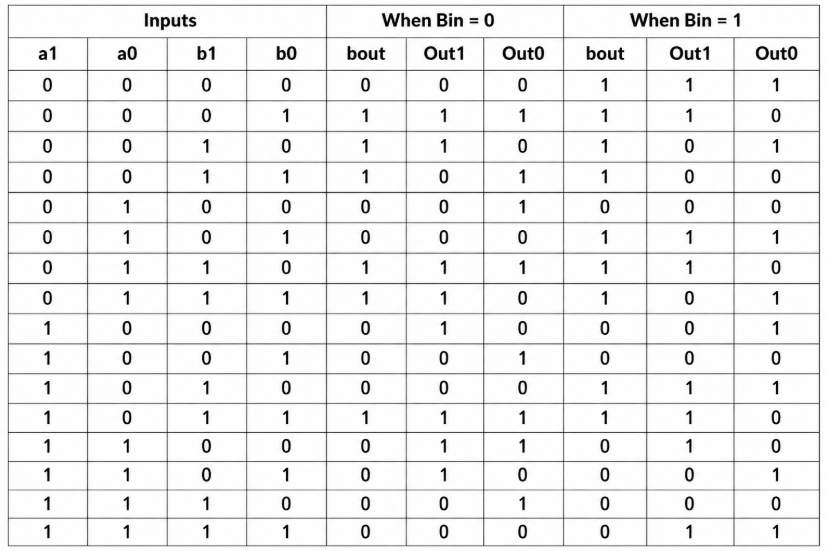 Inputs When Bin = 0 When Bin = 1
a1 a0 b1 b0 bout Out1 Out0 bout Out1 Out0
0 0 0 0 0 0 0 1 1 1
0 0 0 1 1 1 1 1 1 0
0 0 1 0 1 1 0 1 0 1
0 0 1 1 1 0 1 1 0 0
0 1 0 0 0 0 1 0 0 0
0 1 0 1 0 0 0 1 1 1
0 1 1 0 1 1 1 1 1 0
0 1 1 1 1 1 0 1 0 1
1 0 0 0 0 1 0 0 0 1
1 0 0 1 0 0 1 0 0 0
1 0 1 0 0 0 0 1 1 1
1 0 1 1 1 1 1 1 1 0
1 1 0 0 0 1 1 0 1 0
1 1 0 1 0 1 0 0 0 1
1 1 1 0 0 0 1 0 0 0
1 1 1 1 0 0 0 0 1 1